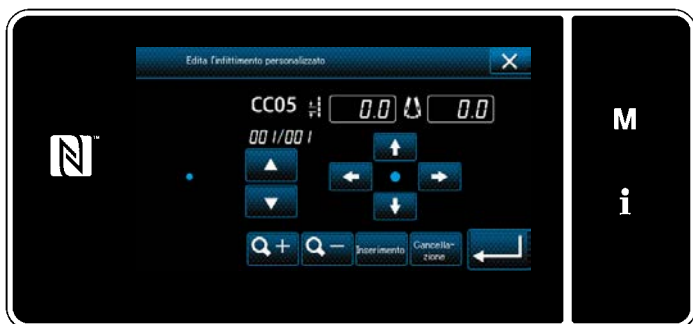 Edita l'infittimento personalizzato
CC05 0.0 0.0
001/001
Inserimento
Cancella-
zione
M
i